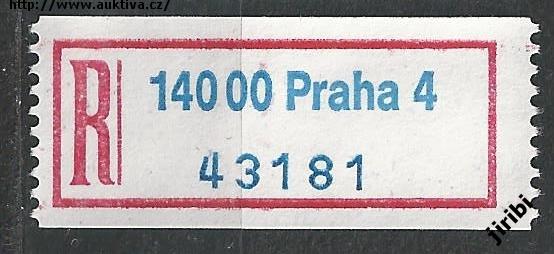 http://www.auktiva.cz/
R
140 00 Praha 4
43181
jiribi